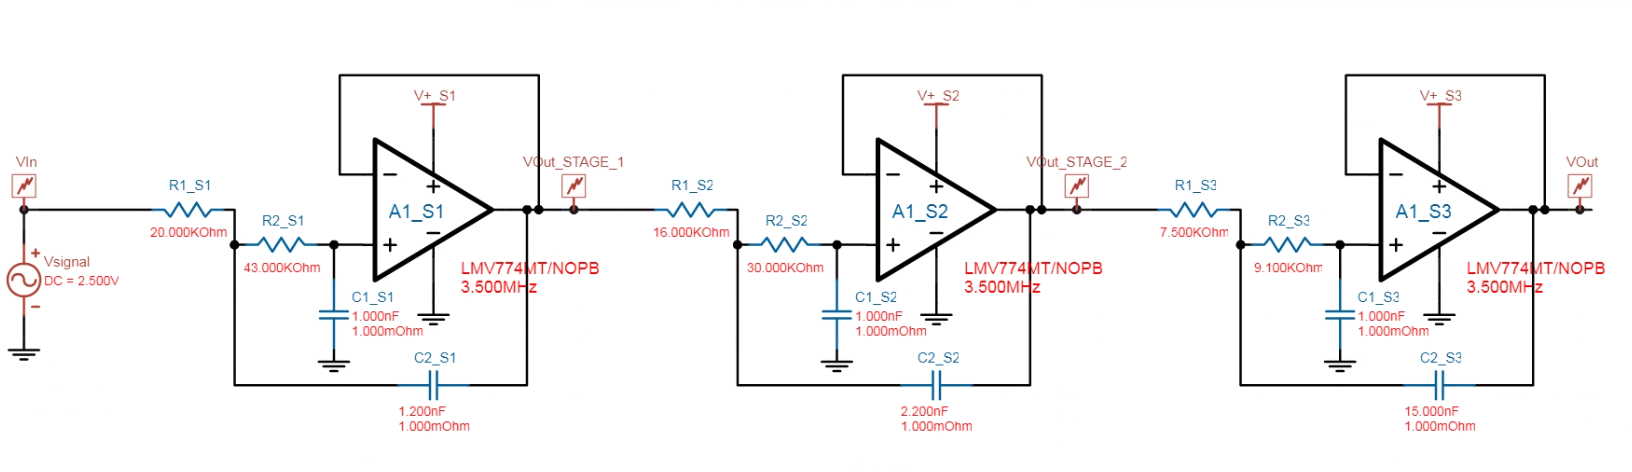 VIn
Vsignal
DC = 2.500V
+
−
R1_S1
20.000KOhm
R2_S1
43.000KOhm
V+_S1
−
+
+
−
A1_S1
LMV774MT/NOPB
3.500MHz
C1_S1
1.000nF
1.000mOhm
C2_S1
1.200nF
1.000mOhm
VOut_STAGE_1
R1_S2
16.000KOhm
R2_S2
30.000KOhm
V+_S2
−
+
+
−
A1_S2
LMV774MT/NOPB
3.500MHz
C1_S2
1.000nF
1.000mOhm
C2_S2
2.200nF
1.000mOhm
VOut_STAGE_2
R1_S3
7.500KOhm
R2_S3
9.100KOhm
V+_S3
−
+
+
−
A1_S3
LMV774MT/NOPB
3.500MHz
C1_S3
1.000nF
1.000mOhm
C2_S3
15.000nF
1.000mOhm
VOut